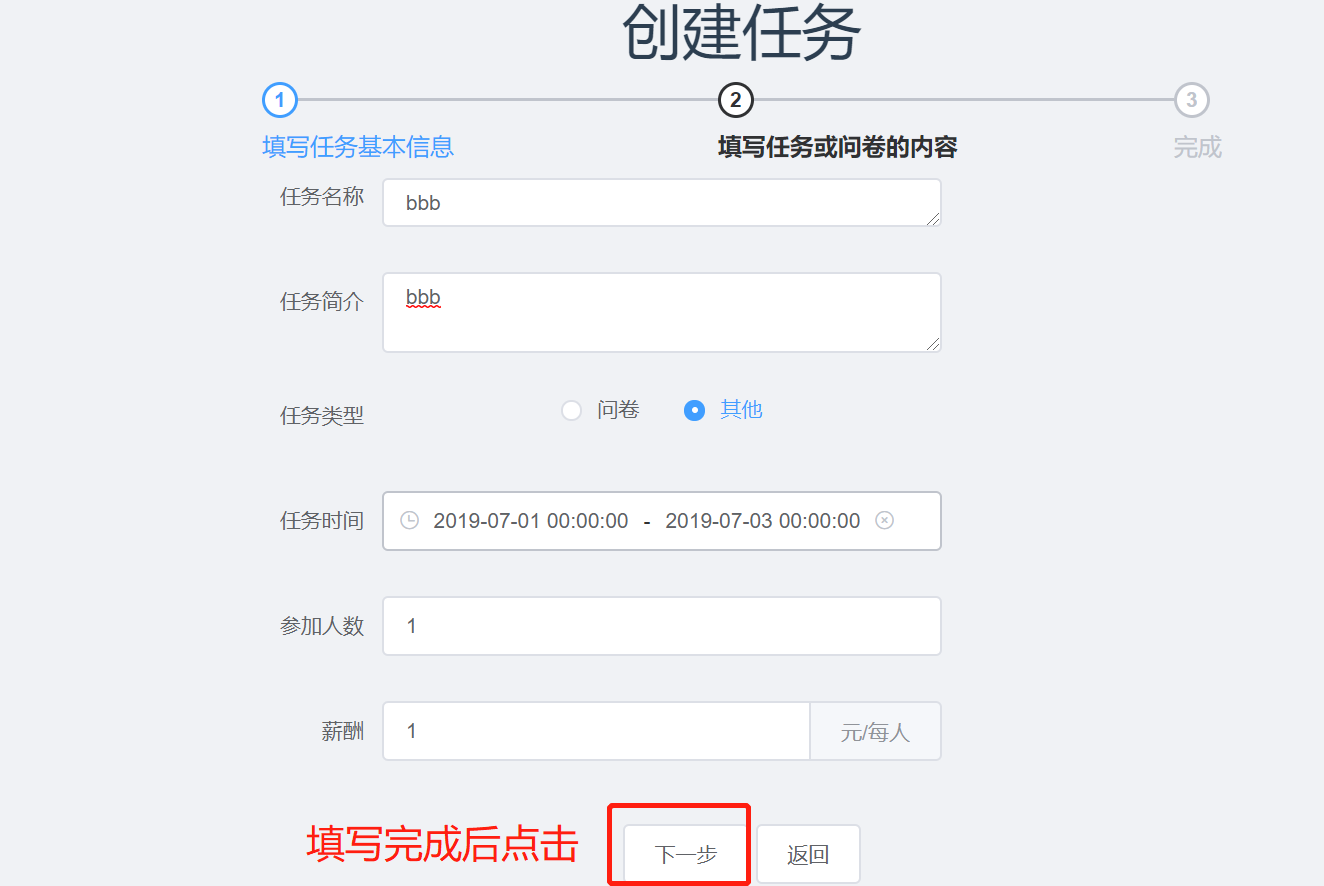 创建任务
1 2 3
填写任务基本信息 填写任务或问卷的内容 完成
任务名称 bbb
任务简介 bbb
任务类型 问卷 其他
任务时间 2019-07-01 00:00:00 - 2019-07-03 00:00:00
参加人数 1
薪酬 1 元/每人
填写完成后点击 下一步 返回